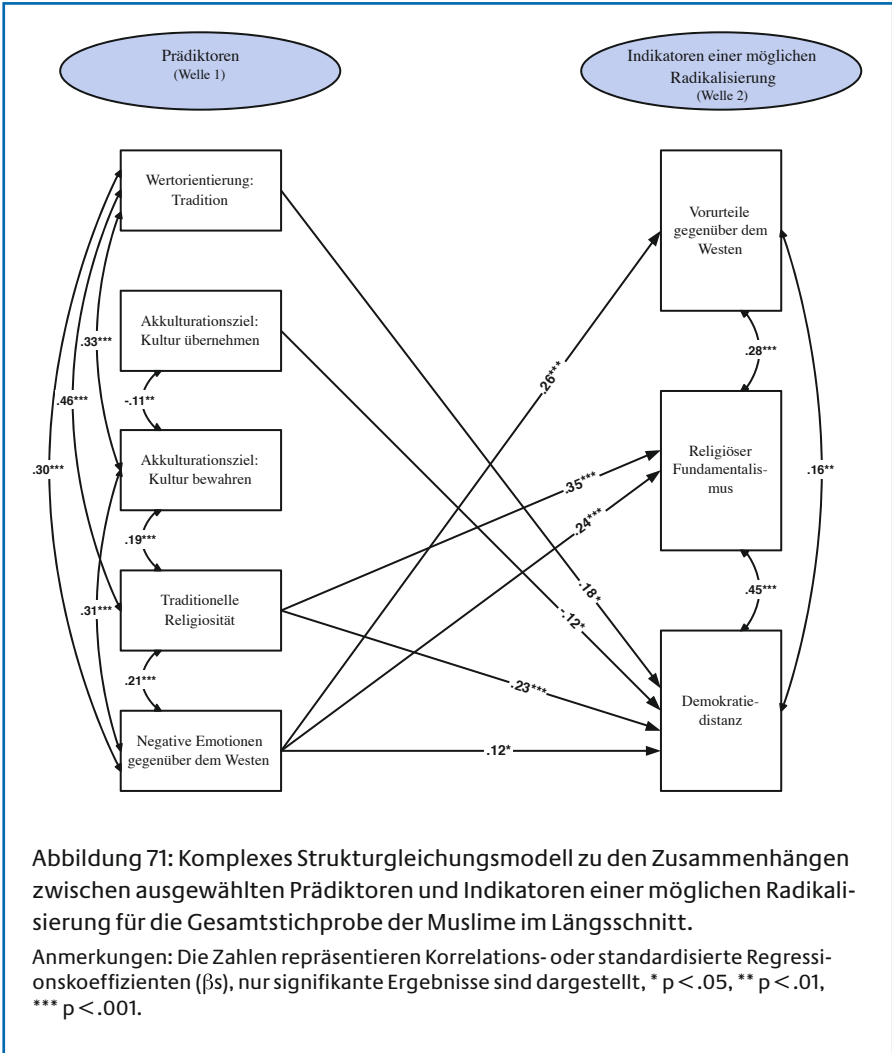 Prädiktoren
(Welle 1)
Indikatoren einer möglichen
Radikalisierung
(Welle 2)
Wertorientierung:
Tradition
Akkulturationsziel:
Kultur übernehmen
Akkulturationsziel:
Kultur bewahren
Traditionelle
Religiosität
Negative Emotionen
gegenüber dem Westen
Vorurteile
gegenüber dem
Westen
Religiöser
Fundamentalis-
mus
Demokratie-
distanz
.33***
.46***
-.11**
.30***
.19***
.31***
.21***
.26***
.35***
.24***
.18*
-.12*
.23***
.12*
.28***
.16**
.45***
Abbildung 71: Komplexes Strukturgleichungsmodell zu den Zusammenhängen
zwischen ausgewählten Prädiktoren und Indikatoren einer möglichen Radikali-
sierung für die Gesamtstichprobe der Muslime im Längsschnitt.
Anmerkungen: Die Zahlen repräsentieren Korrelations- oder standardisierte Regressi-
onskoeffizienten (βs), nur signifikante Ergebnisse sind dargestellt, * p < .05, ** p < .01,
*** p < .001.